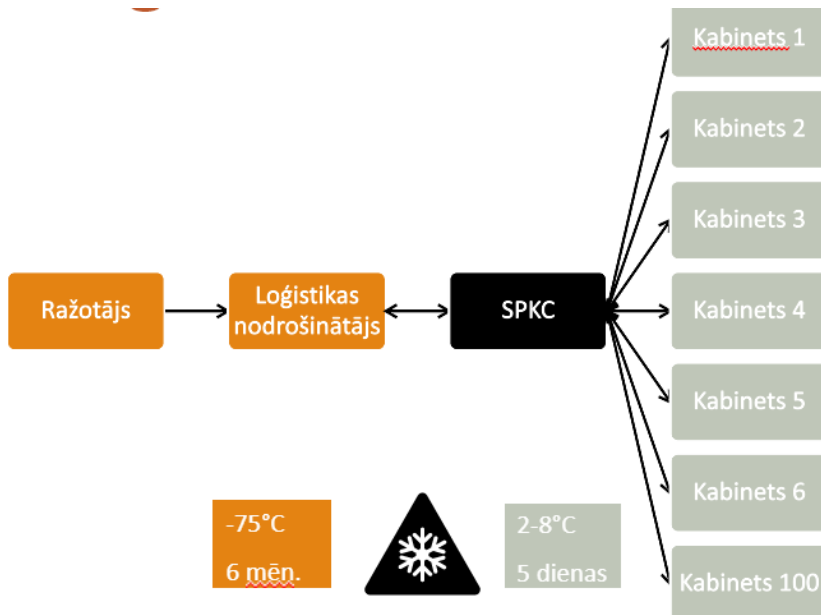 Ražotājs
Loģistikas
nodrošinātājs
SPKC
Kabinets 1
Kabinets 2
Kabinets 3
Kabinets 4
Kabinets 5
Kabinets 6
Kabinets 100
-75°C
6 mēn.
2-8°C
5 dienas